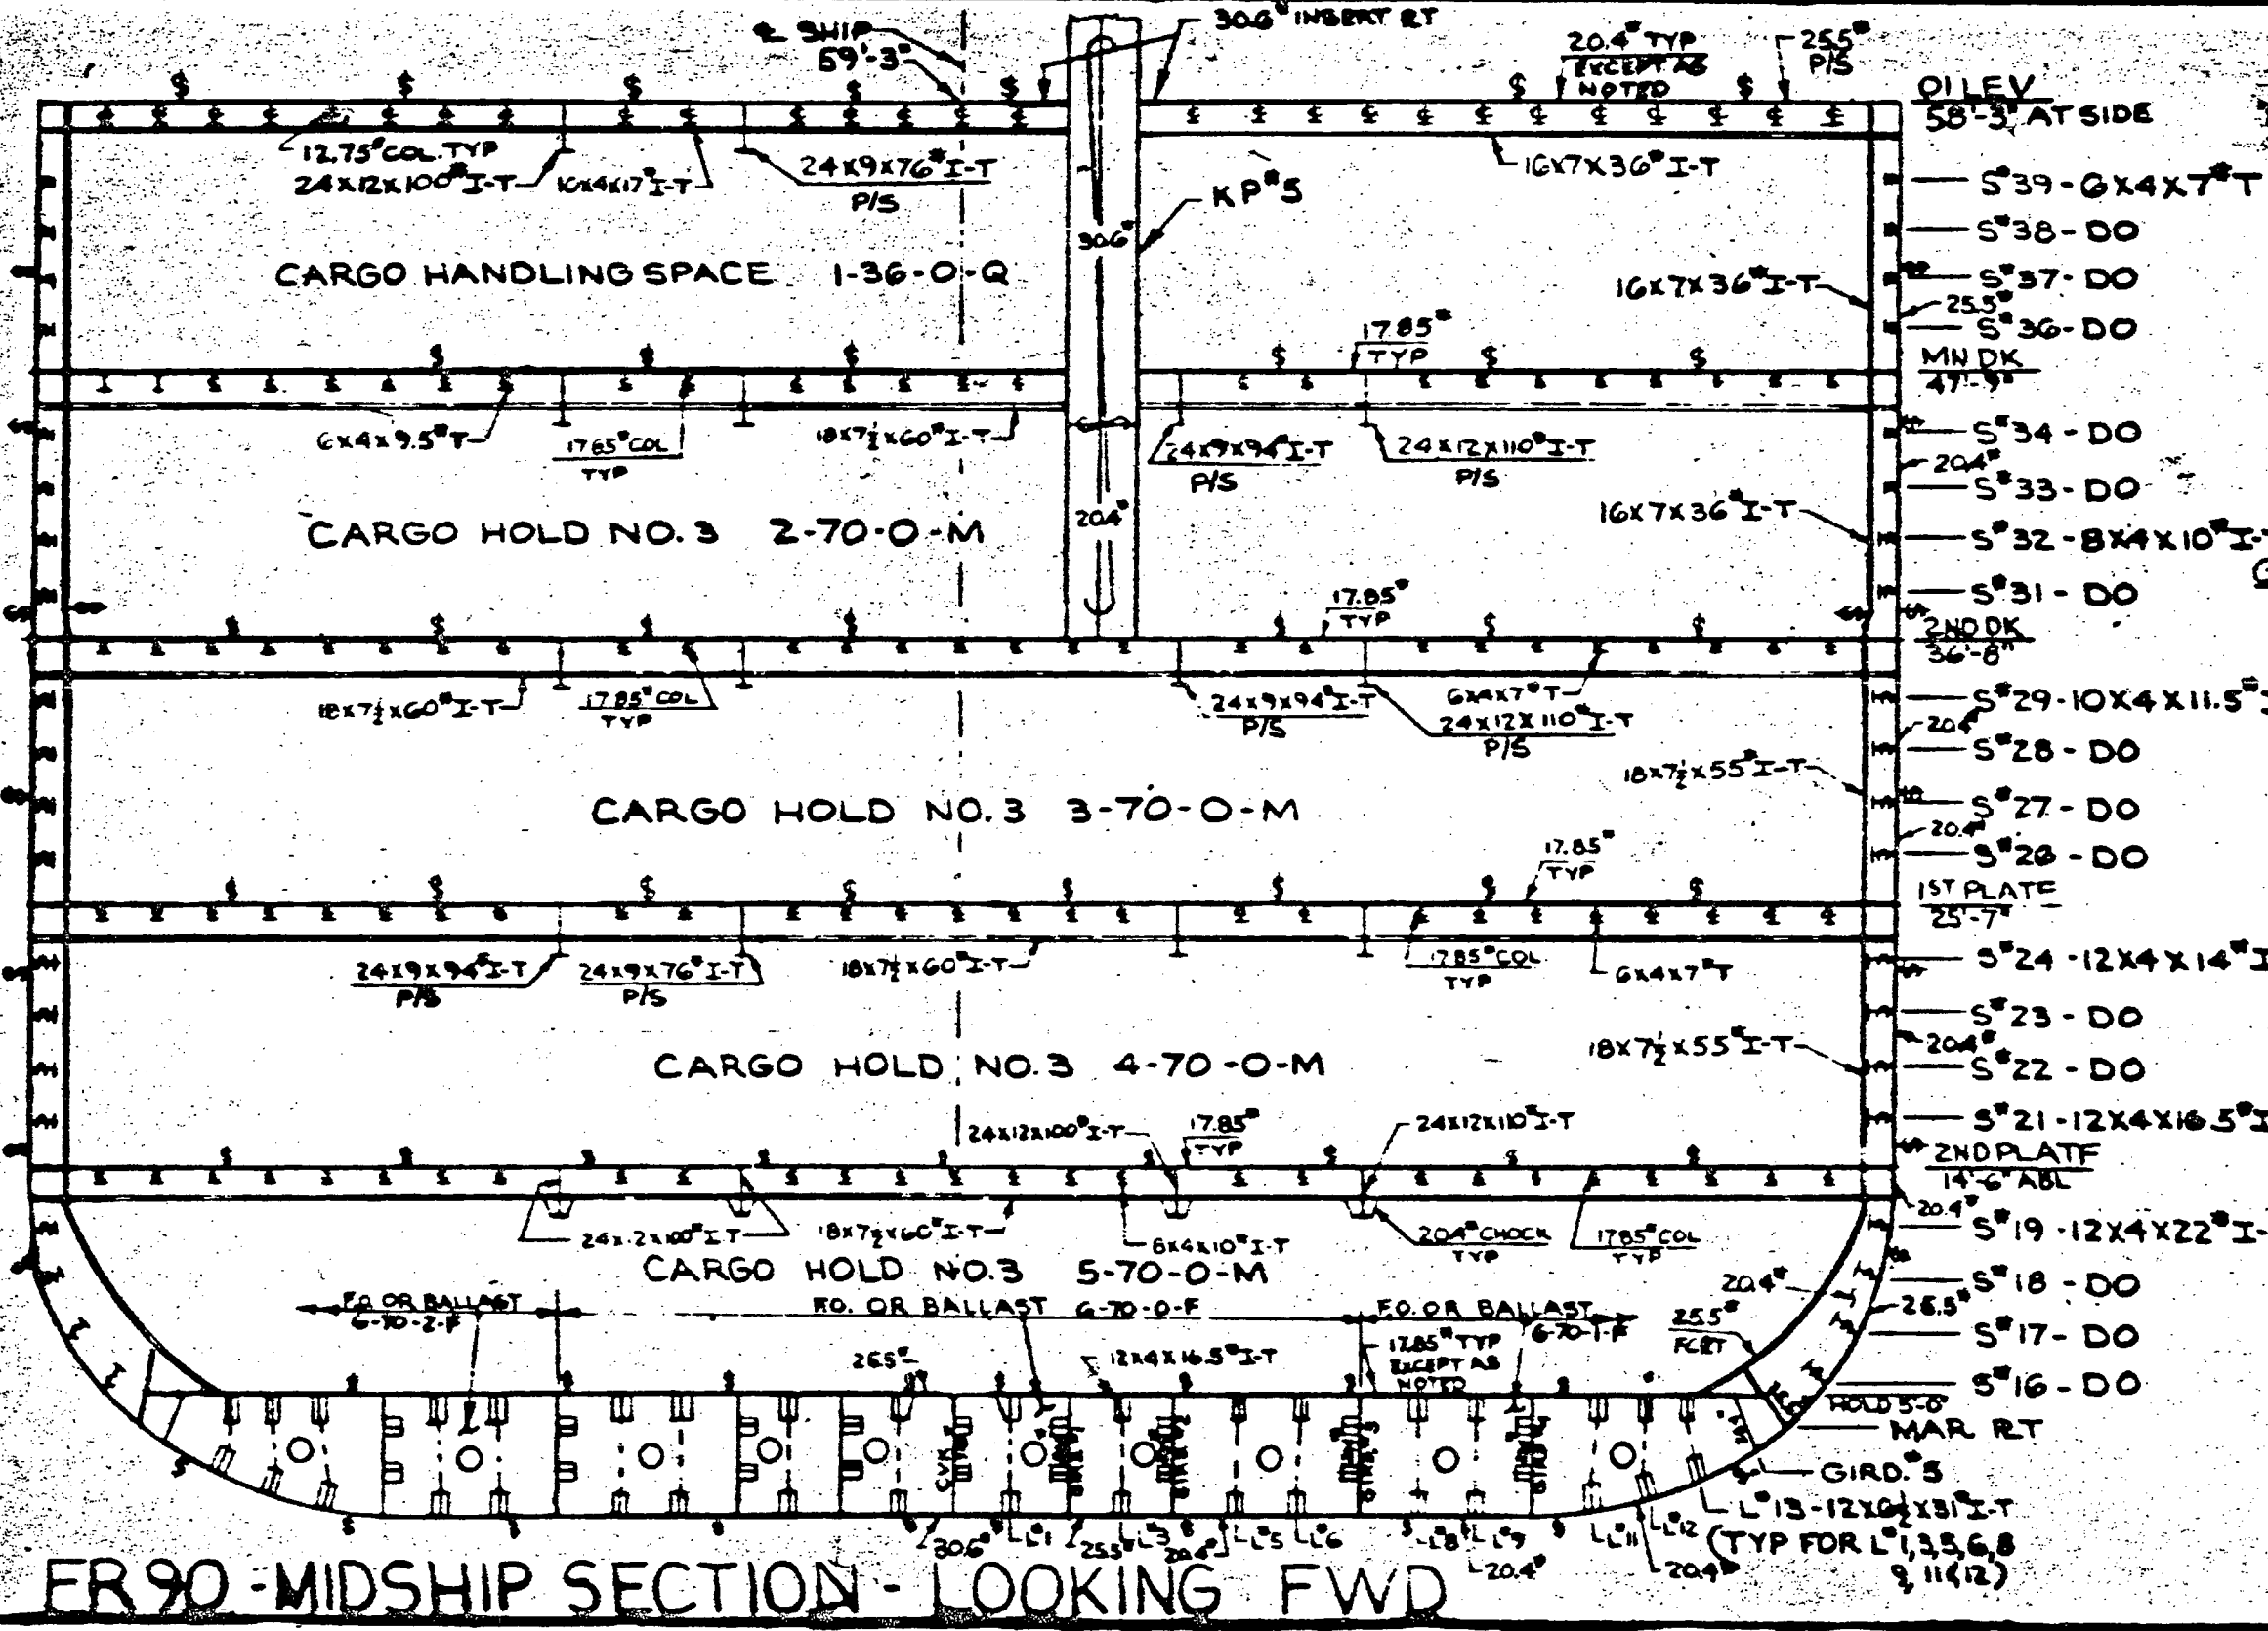 ℄ SHIP
59'-3"
30.6# INSERT PT
20.4# TYP
EXCEPT AS
NOTED
25.5#
P/S
01 LEV
58'-3" AT SIDE
12.75# COL. TYP
24X12X100# I-T
16X4X17# I-T
24X9X76# I-T
P/S
16X7X36# I-T
S#39-6X4X7# T
KP#5
30.6#
S#38-DO
CARGO HANDLING SPACE 1-36-0-Q
16X7X36# I-T
S#37-DO
25.5#
S#36-DO
17.85#
TYP
MN DK
47'-9"
6X4X9.5# T
17.85# COL
TYP
18X7½X60# I-T
24X9X94# I-T
P/S
24X12X110# I-T
P/S
S#34-DO
20.4#
S#33-DO
CARGO HOLD NO.3 2-70-0-M
20.4#
16X7X36# I-T
S#32-8X4X10# I-T
S#31-DO
17.85#
TYP
2ND DK
36'-8"
18X7½X60# I-T
17.85# COL
TYP
24X9X94# I-T
P/S
6X4X7# T
24X12X110# I-T
P/S
S#29-10X4X11.5#
20.4#
S#28-DO
18X7½X55# I-T
CARGO HOLD NO.3 3-70-0-M
S#27-DO
20.4#
S#26-DO
17.85#
TYP
1ST PLATF
25'-7"
24X9X94# I-T
P/S
24X9X76# I-T
P/S
18X7½X60# I-T
17.85# COL
TYP
6X4X7# T
S#24-12X4X14# I
S#23-DO
20.4#
CARGO HOLD NO.3 4-70-0-M
18X7½X55# I-T
S#22-DO
24X12X100# I-T
17.85#
TYP
24X12X110# I-T
S#21-12X4X16.5# I
2ND PLATF
14'-6" ABL
24X12X100# I-T
18X7½X60# I-T
8X4X10# I-T
20.4# CHOCK
TYP
17.85# COL
TYP
20.4#
S#19-12X4X22# I-
CARGO HOLD NO.3 5-70-0-M
20.4#
S#18-DO
F.O. OR BALLAST
6-70-2-F
F.O. OR BALLAST 6-70-0-F
F.O. OR BALLAST
6-70-1-F
25.5#
S#17-DO
25.5#
12X4X16.5# I-T
17.85# TYP
EXCEPT AS
NOTED
S#16-DO
HOLD 5'-0"
CVK
MAR. PT
GIRD. #5
L#13-12X6½X31# I-T
(TYP FOR L#1,3,5,6,8
9, 11&12)
30.6#
L#1
25.5#
L#3
20.4#
L#5
L#6
L#8
L#9
20.4#
L#11
L#12
20.4#
FR 90 - MIDSHIP SECTION - LOOKING FWD